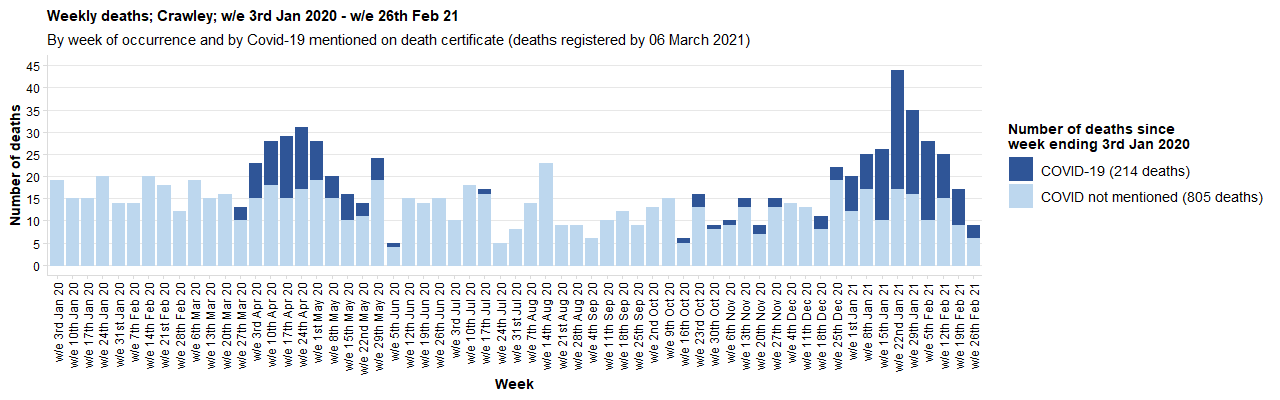 Weekly deaths; Crawley; w/e 3rd Jan 2020 - w/e 26th Feb 21
By week of occurrence and by Covid-19 mentioned on death certificate (deaths registered by 06 March 2021)
Number of deaths
45
40
35
30
25
20
15
10
5
0
w/e 3rd Jan 20
w/e 10th Jan 20
w/e 17th Jan 20
w/e 24th Jan 20
w/e 31st Jan 20
w/e 7th Feb 20
w/e 14th Feb 20
w/e 21st Feb 20
w/e 28th Feb 20
w/e 6th Mar 20
w/e 13th Mar 20
w/e 20th Mar 20
w/e 27th Mar 20
w/e 3rd Apr 20
w/e 10th Apr 20
w/e 17th Apr 20
w/e 24th Apr 20
w/e 1st May 20
w/e 8th May 20
w/e 15th May 20
w/e 22nd May 20
w/e 29th May 20
w/e 5th Jun 20
w/e 12th Jun 20
w/e 19th Jun 20
w/e 26th Jun 20
w/e 3rd Jul 20
w/e 10th Jul 20
w/e 17th Jul 20
w/e 24th Jul 20
w/e 31st Jul 20
w/e 7th Aug 20
w/e 14th Aug 20
w/e 21st Aug 20
w/e 28th Aug 20
w/e 4th Sep 20
w/e 11th Sep 20
w/e 18th Sep 20
w/e 25th Sep 20
w/e 2nd Oct 20
w/e 9th Oct 20
w/e 16th Oct 20
w/e 23rd Oct 20
w/e 30th Oct 20
w/e 6th Nov 20
w/e 13th Nov 20
w/e 20th Nov 20
w/e 27th Nov 20
w/e 4th Dec 20
w/e 11th Dec 20
w/e 18th Dec 20
w/e 25th Dec 20
w/e 1st Jan 21
w/e 8th Jan 21
w/e 15th Jan 21
w/e 22nd Jan 21
w/e 29th Jan 21
w/e 5th Feb 21
w/e 12th Feb 21
w/e 19th Feb 21
w/e 26th Feb 21
Week
Number of deaths since
week ending 3rd Jan 2020
COVID-19 (214 deaths)
COVID not mentioned (805 deaths)